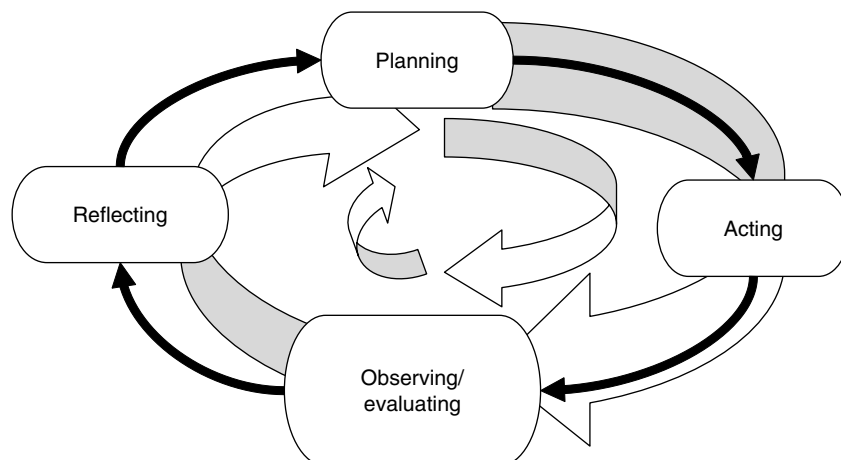 Planning
Reflecting
Acting
Observing/
evaluating